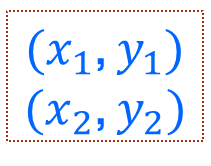 (x₁, y₁)
(x₂, y₂)